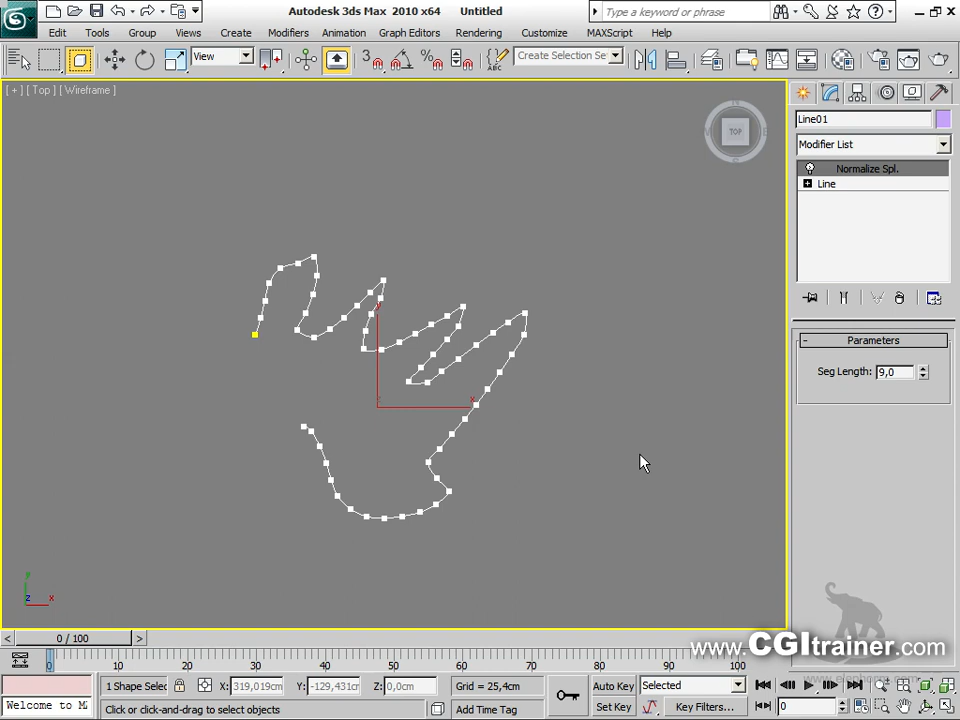 Autodesk 3ds Max 2010 x64 Untitled
Type a keyword or phrase
Edit Tools Group Views Create Modifiers Animation Graph Editors Rendering Customize MAXScript Help
View
Create Selection Se
[ + ] [ Top ] [ Wireframe ]
TOP
Line01
Modifier List
Normalize Spl.
Line
Parameters
Seg Length: 9,0
y
x
z
x
y
z x
www.CGItrainer.com
< 0 / 100 >
0 10 20 30 40 50 60 70 80 90 100
1 Shape Selec
X: 319,019cm Y: -129,431cm Z: 0,0cm
Grid = 25,4cm
Auto Key
Selected
Welcome to M
Click or click-and-drag to select objects
Add Time Tag
Set Key
Key Filters...
0